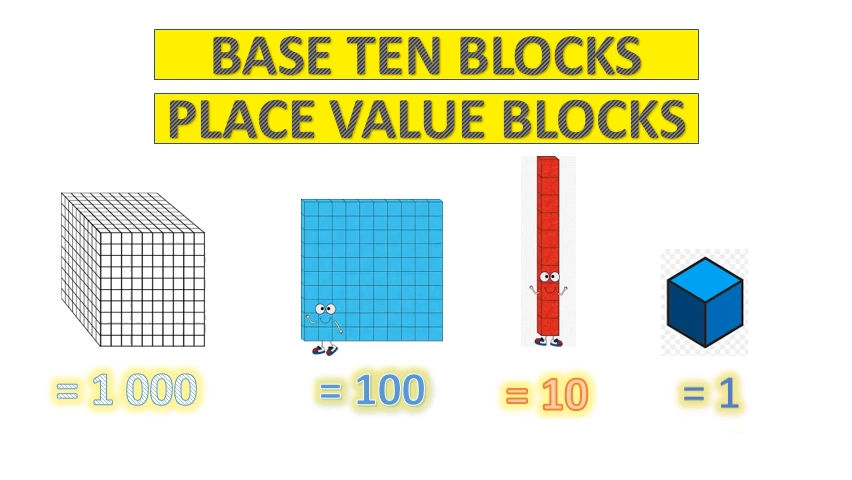 BASE TEN BLOCKS
PLACE VALUE BLOCKS
= 1 000
= 100
= 10
= 1